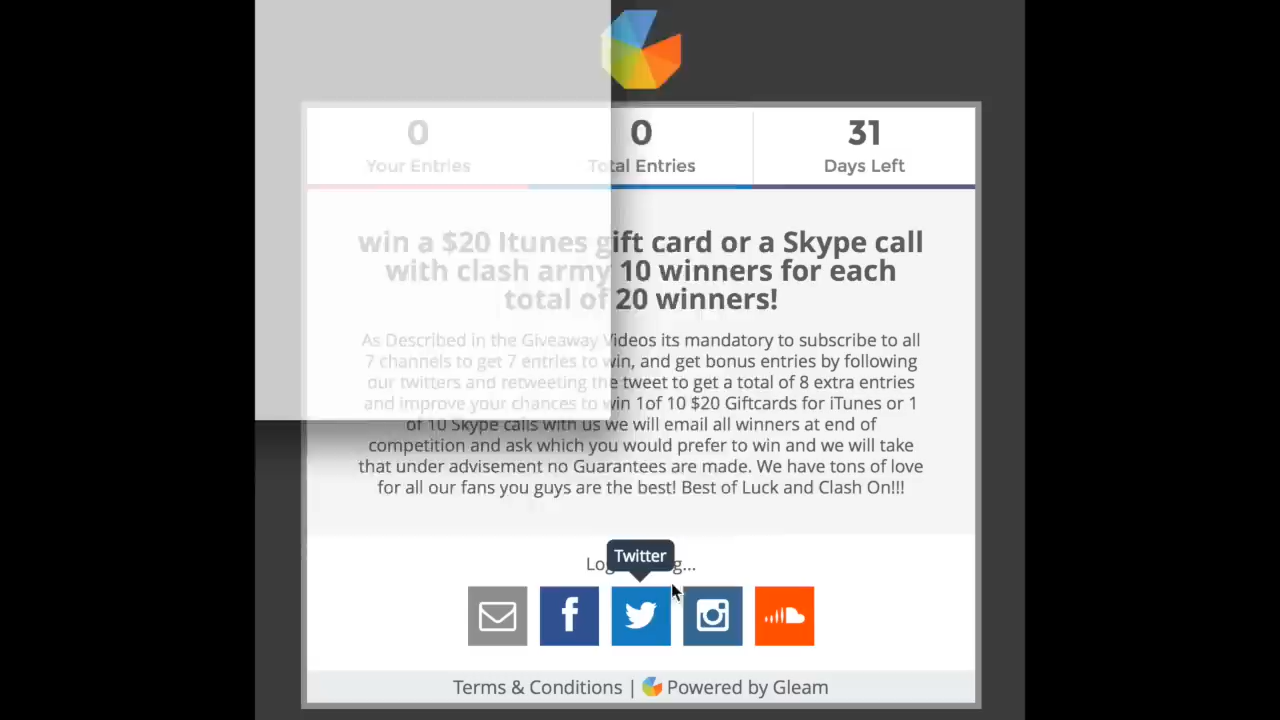 0
Your Entries
0
Total Entries
31
Days Left
win a $20 Itunes gift card or a Skype call
with clash army 10 winners for each
total of 20 winners!
As Described in the Giveaway Videos its mandatory to subscribe to all
7 channels to get 7 entries to win, and get bonus entries by following
our twitters and retweeting the tweet to get a total of 8 extra entries
and improve your chances to win 1of 10 $20 Giftcards for iTunes or 1
of 10 Skype calls with us we will email all winners at end of
competition and ask which you would prefer to win and we will take
that under advisement no Guarantees are made. We have tons of love
for all our fans you guys are the best! Best of Luck and Clash On!!!
Twitter
Terms & Conditions | Powered by Gleam